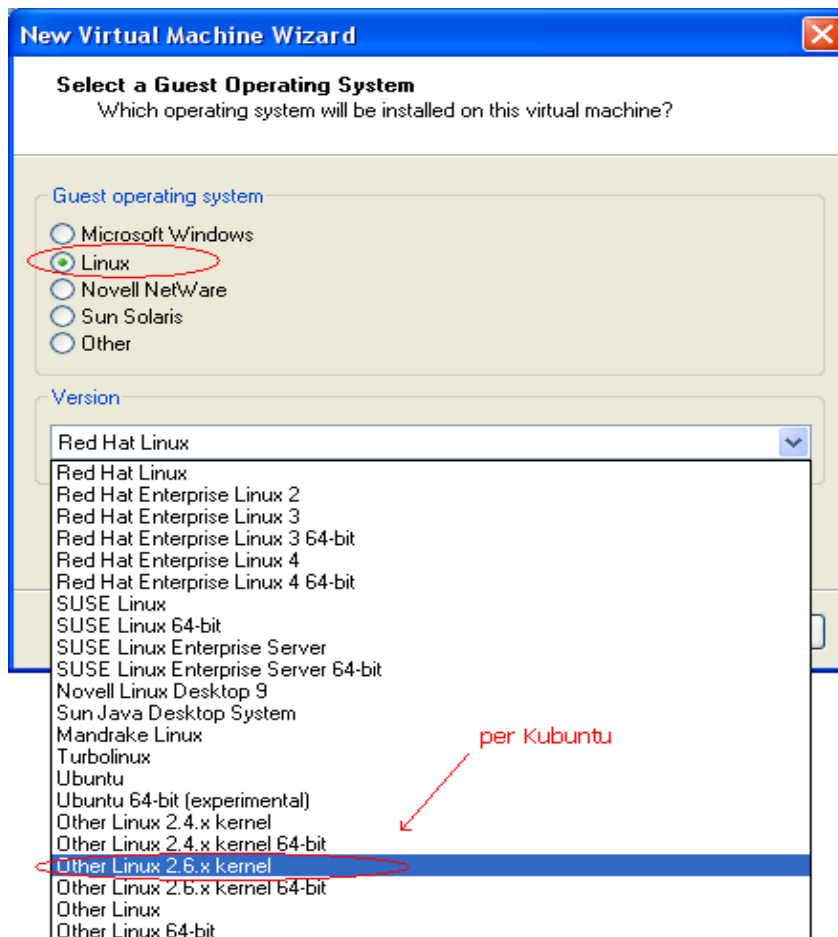 New Virtual Machine Wizard
Select a Guest Operating System
Which operating system will be installed on this virtual machine?
Guest operating system
Microsoft Windows
Linux
Novell NetWare
Sun Solaris
Other
Version
Red Hat Linux
Red Hat Linux
Red Hat Enterprise Linux 2
Red Hat Enterprise Linux 3
Red Hat Enterprise Linux 3 64-bit
Red Hat Enterprise Linux 4
Red Hat Enterprise Linux 4 64-bit
SUSE Linux
SUSE Linux 64-bit
SUSE Linux Enterprise Server
SUSE Linux Enterprise Server 64-bit
Novell Linux Desktop 9
Sun Java Desktop System
Mandrake Linux
per Kubuntu
Turbolinux
Ubuntu
Ubuntu 64-bit (experimental)
Other Linux 2.4.x kernel
Other Linux 2.4.x kernel 64-bit
Other Linux 2.6.x kernel
Other Linux 2.6.x kernel 64-bit
Other Linux
Other Linux 64-bit